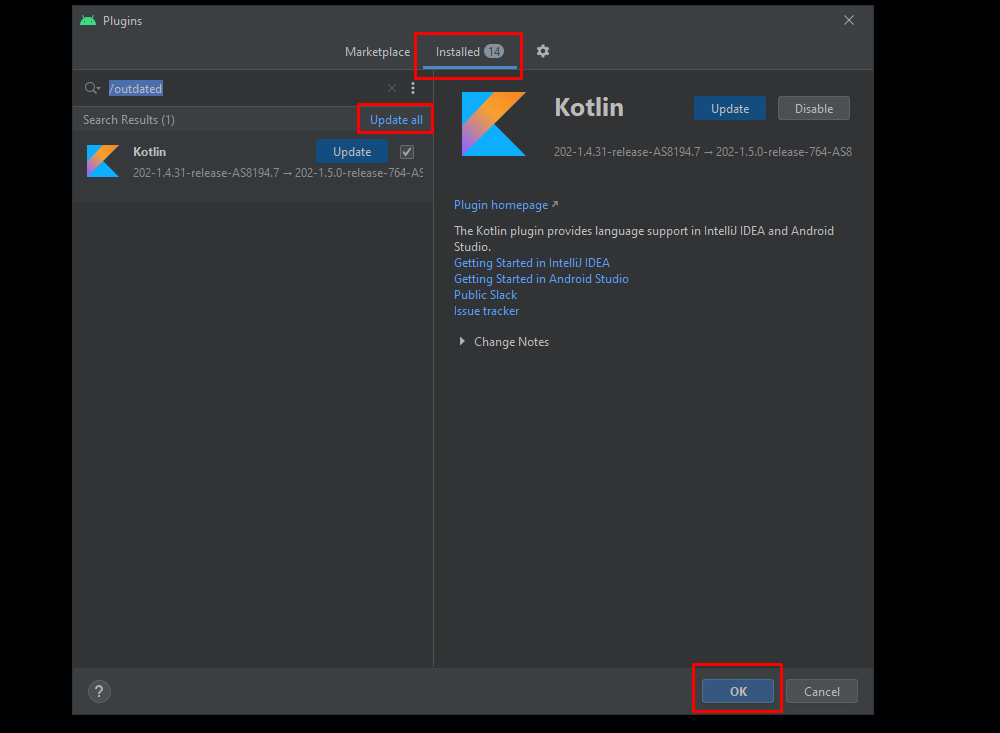 Plugins
Marketplace Installed 14
/outdated
Search Results (1) Update all
Kotlin Update
202-1.4.31-release-AS8194.7 → 202-1.5.0-release-764-AS
Kotlin Update Disable
202-1.4.31-release-AS8194.7 → 202-1.5.0-release-764-AS8
Plugin homepage ↗
The Kotlin plugin provides language support in IntelliJ IDEA and Android
Studio.
Getting Started in IntelliJ IDEA
Getting Started in Android Studio
Public Slack
Issue tracker
Change Notes
? OK Cancel